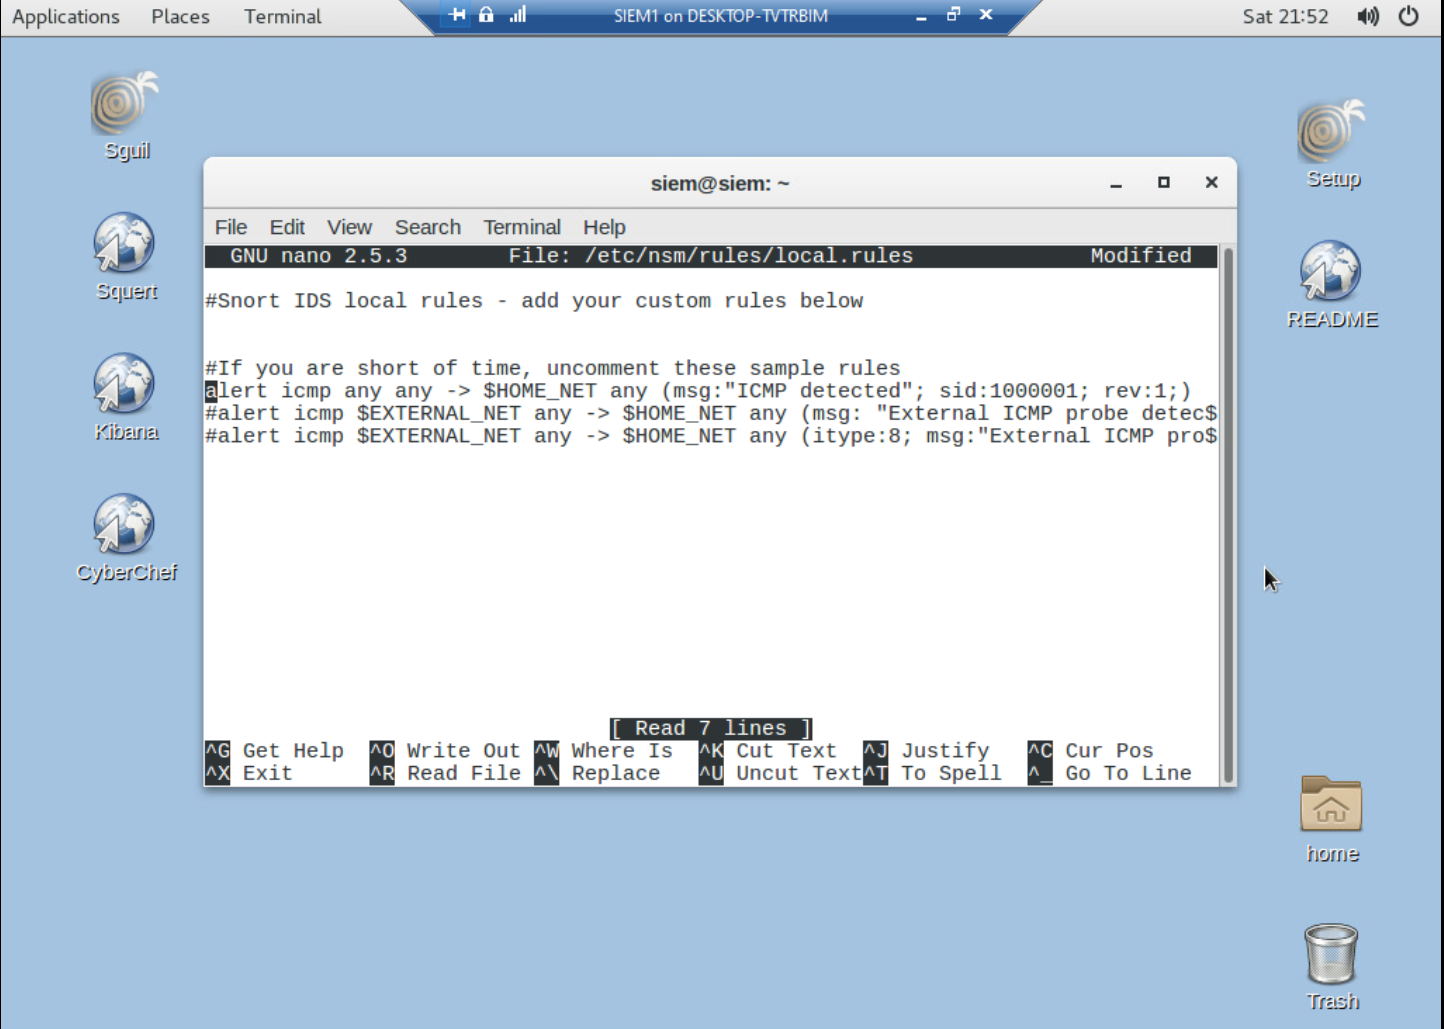 Applications Places Terminal SIEM1 on DESKTOP-TVTRBIM Sat 21:52
Sguil
Setup
Squert
README
Kibana
CyberChef
home
Trash
siem@siem: ~
File Edit View Search Terminal Help
GNU nano 2.5.3 File: /etc/nsm/rules/local.rules Modified
#Snort IDS local rules - add your custom rules below
#If you are short of time, uncomment these sample rules
alert icmp any any -> $HOME_NET any (msg:"ICMP detected"; sid:1000001; rev:1;)
#alert icmp $EXTERNAL_NET any -> $HOME_NET any (msg: "External ICMP probe detec$
#alert icmp $EXTERNAL_NET any -> $HOME_NET any (itype:8; msg:"External ICMP pro$
[ Read 7 lines ]
^G Get Help ^O Write Out ^W Where Is ^K Cut Text ^J Justify ^C Cur Pos
^X Exit ^R Read File ^\ Replace ^U Uncut Text^T To Spell ^_ Go To Line